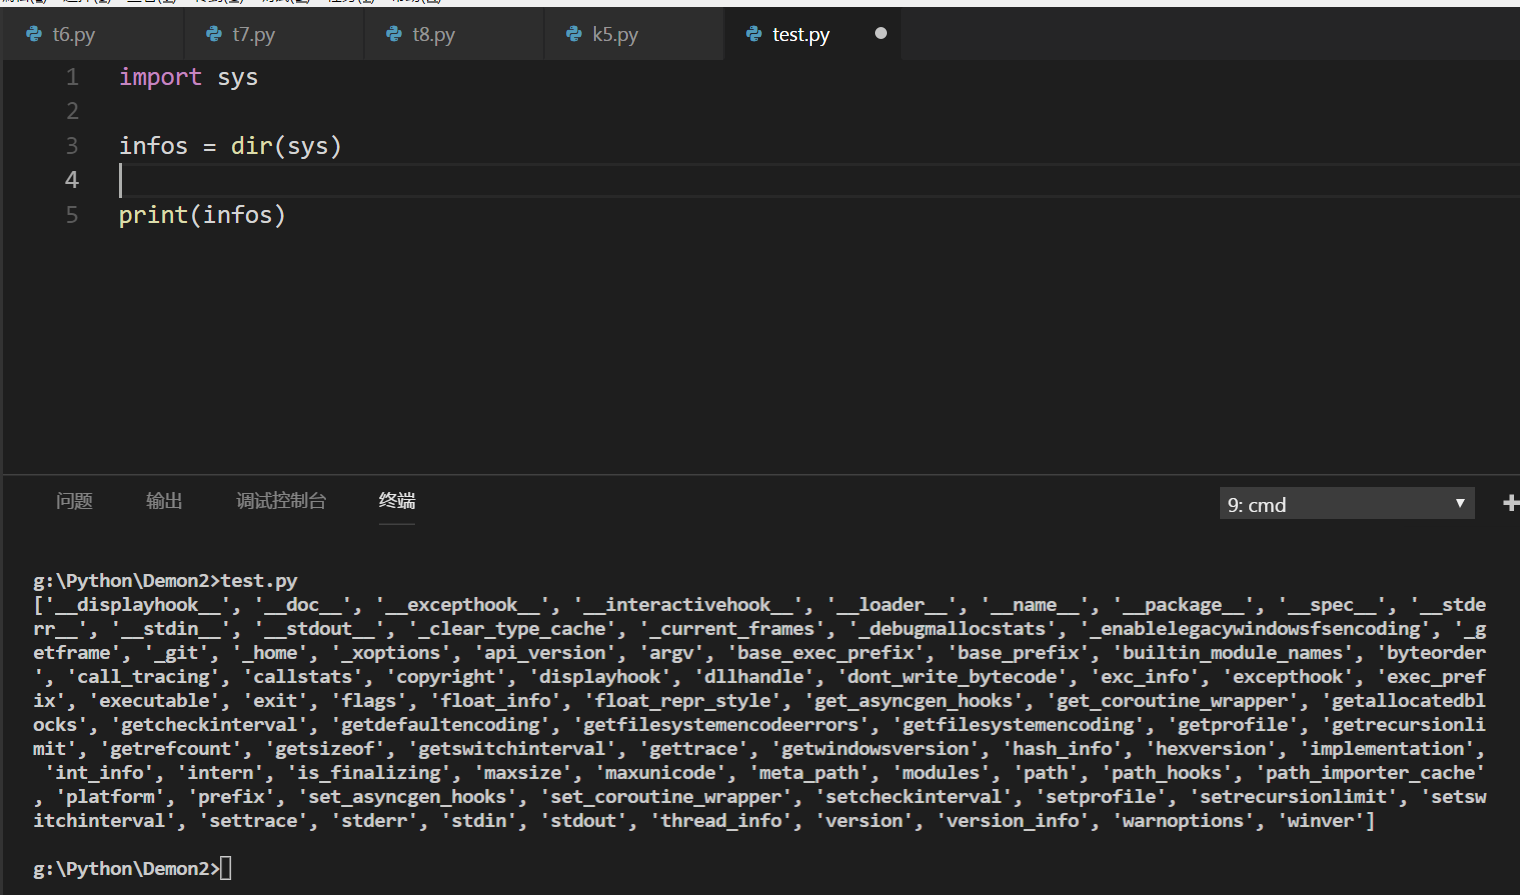 t6.py t7.py t8.py k5.py test.py
1 import sys
2
3 infos = dir(sys)
4
5 print(infos)
问题 输出 调试控制台 终端 9: cmd
g:\Python\Demon2>test.py
['__displayhook__', '__doc__', '__excepthook__', '__interactivehook__', '__loader__', '__name__', '__package__', '__spec__', '__stde
rr__', '__stdin__', '__stdout__', '_clear_type_cache', '_current_frames', '_debugmallocstats', '_enablelegacywindowsfsencoding', '_g
etframe', '_git', '_home', '_xoptions', 'api_version', 'argv', 'base_exec_prefix', 'base_prefix', 'builtin_module_names', 'byteorder
', 'call_tracing', 'callstats', 'copyright', 'displayhook', 'dllhandle', 'dont_write_bytecode', 'exc_info', 'excepthook', 'exec_pref
ix', 'executable', 'exit', 'flags', 'float_info', 'float_repr_style', 'get_asyncgen_hooks', 'get_coroutine_wrapper', 'getallocatedbl
ocks', 'getcheckinterval', 'getdefaultencoding', 'getfilesystemencodeerrors', 'getfilesystemencoding', 'getprofile', 'getrecursionli
mit', 'getrefcount', 'getsizeof', 'getswitchinterval', 'gettrace', 'getwindowsversion', 'hash_info', 'hexversion', 'implementation',
 'int_info', 'intern', 'is_finalizing', 'maxsize', 'maxunicode', 'meta_path', 'modules', 'path', 'path_hooks', 'path_importer_cache'
, 'platform', 'prefix', 'set_asyncgen_hooks', 'set_coroutine_wrapper', 'setcheckinterval', 'setprofile', 'setrecursionlimit', 'setsw
itchinterval', 'settrace', 'stderr', 'stdin', 'stdout', 'thread_info', 'version', 'version_info', 'warnoptions', 'winver']
g:\Python\Demon2>